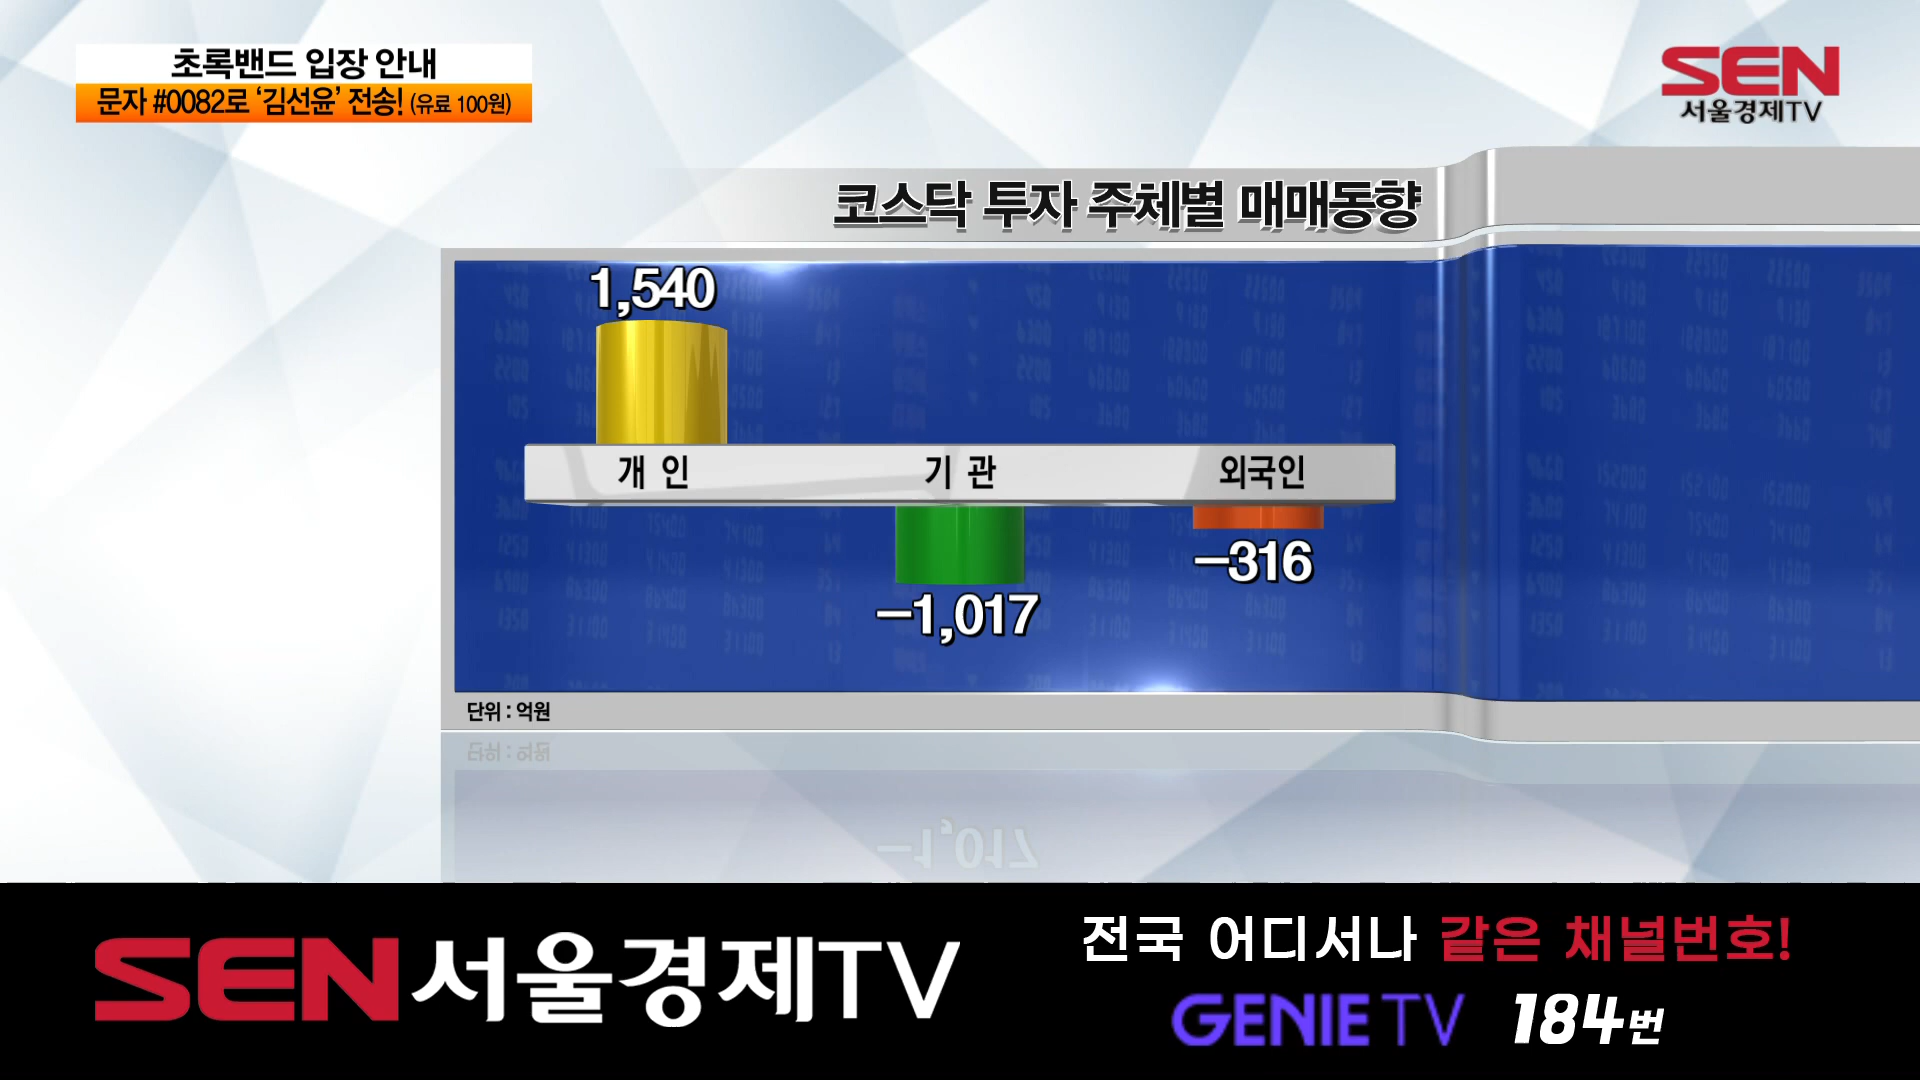 초록밴드 입장 안내
문자 #0082로 '김선윤' 전송! (유료 100원)
SEN
서울경제TV
코스닥 투자 주체별 매매동향
1,540
개 인
기 관
외국인
-1,017
-316
단위 : 억원
SEN서울경제TV
전국 어디서나 같은 채널번호!
GENIE TV 184번